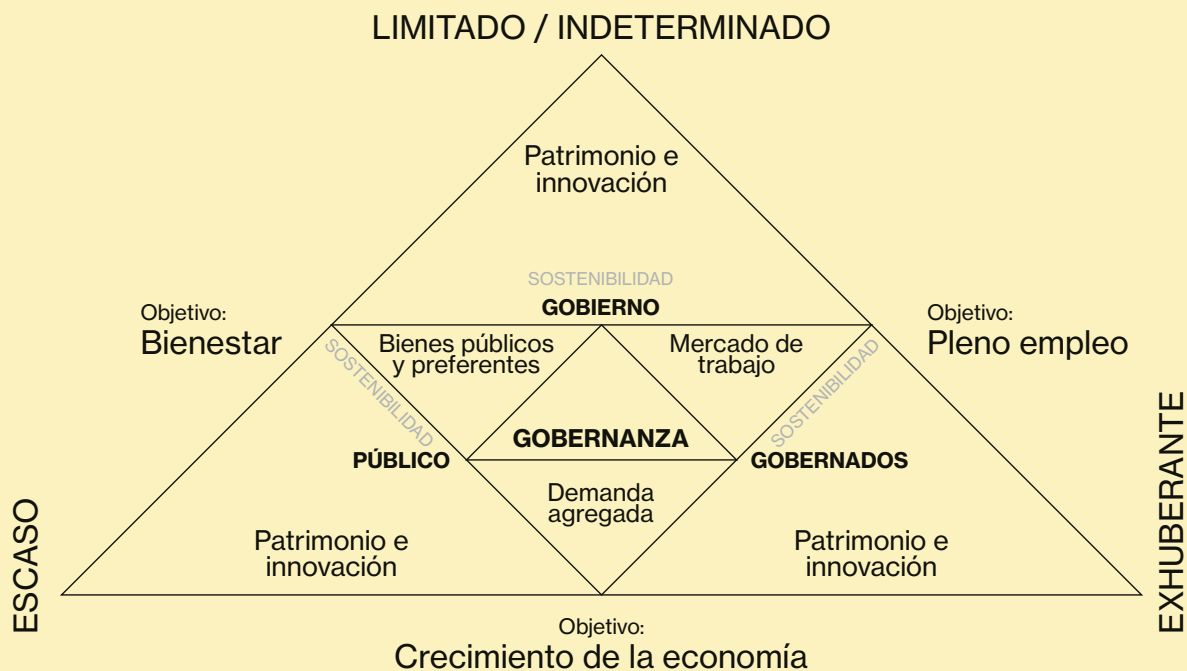 LIMITADO / INDETERMINADO
Patrimonio e
innovación
SOSTENIBILIDAD
GOBIERNO
Objetivo:
Bienestar
Objetivo:
Pleno empleo
Bienes públicos
y preferentes
Mercado de
trabajo
SOSTENIBILIDAD
SOSTENIBILIDAD
GOBERNANZA
PÚBLICO
GOBERNADOS
Demanda
agregada
ESCASO
Patrimonio e
innovación
Patrimonio e
innovación
EXHUBERANTE
Objetivo:
Crecimiento de la economía